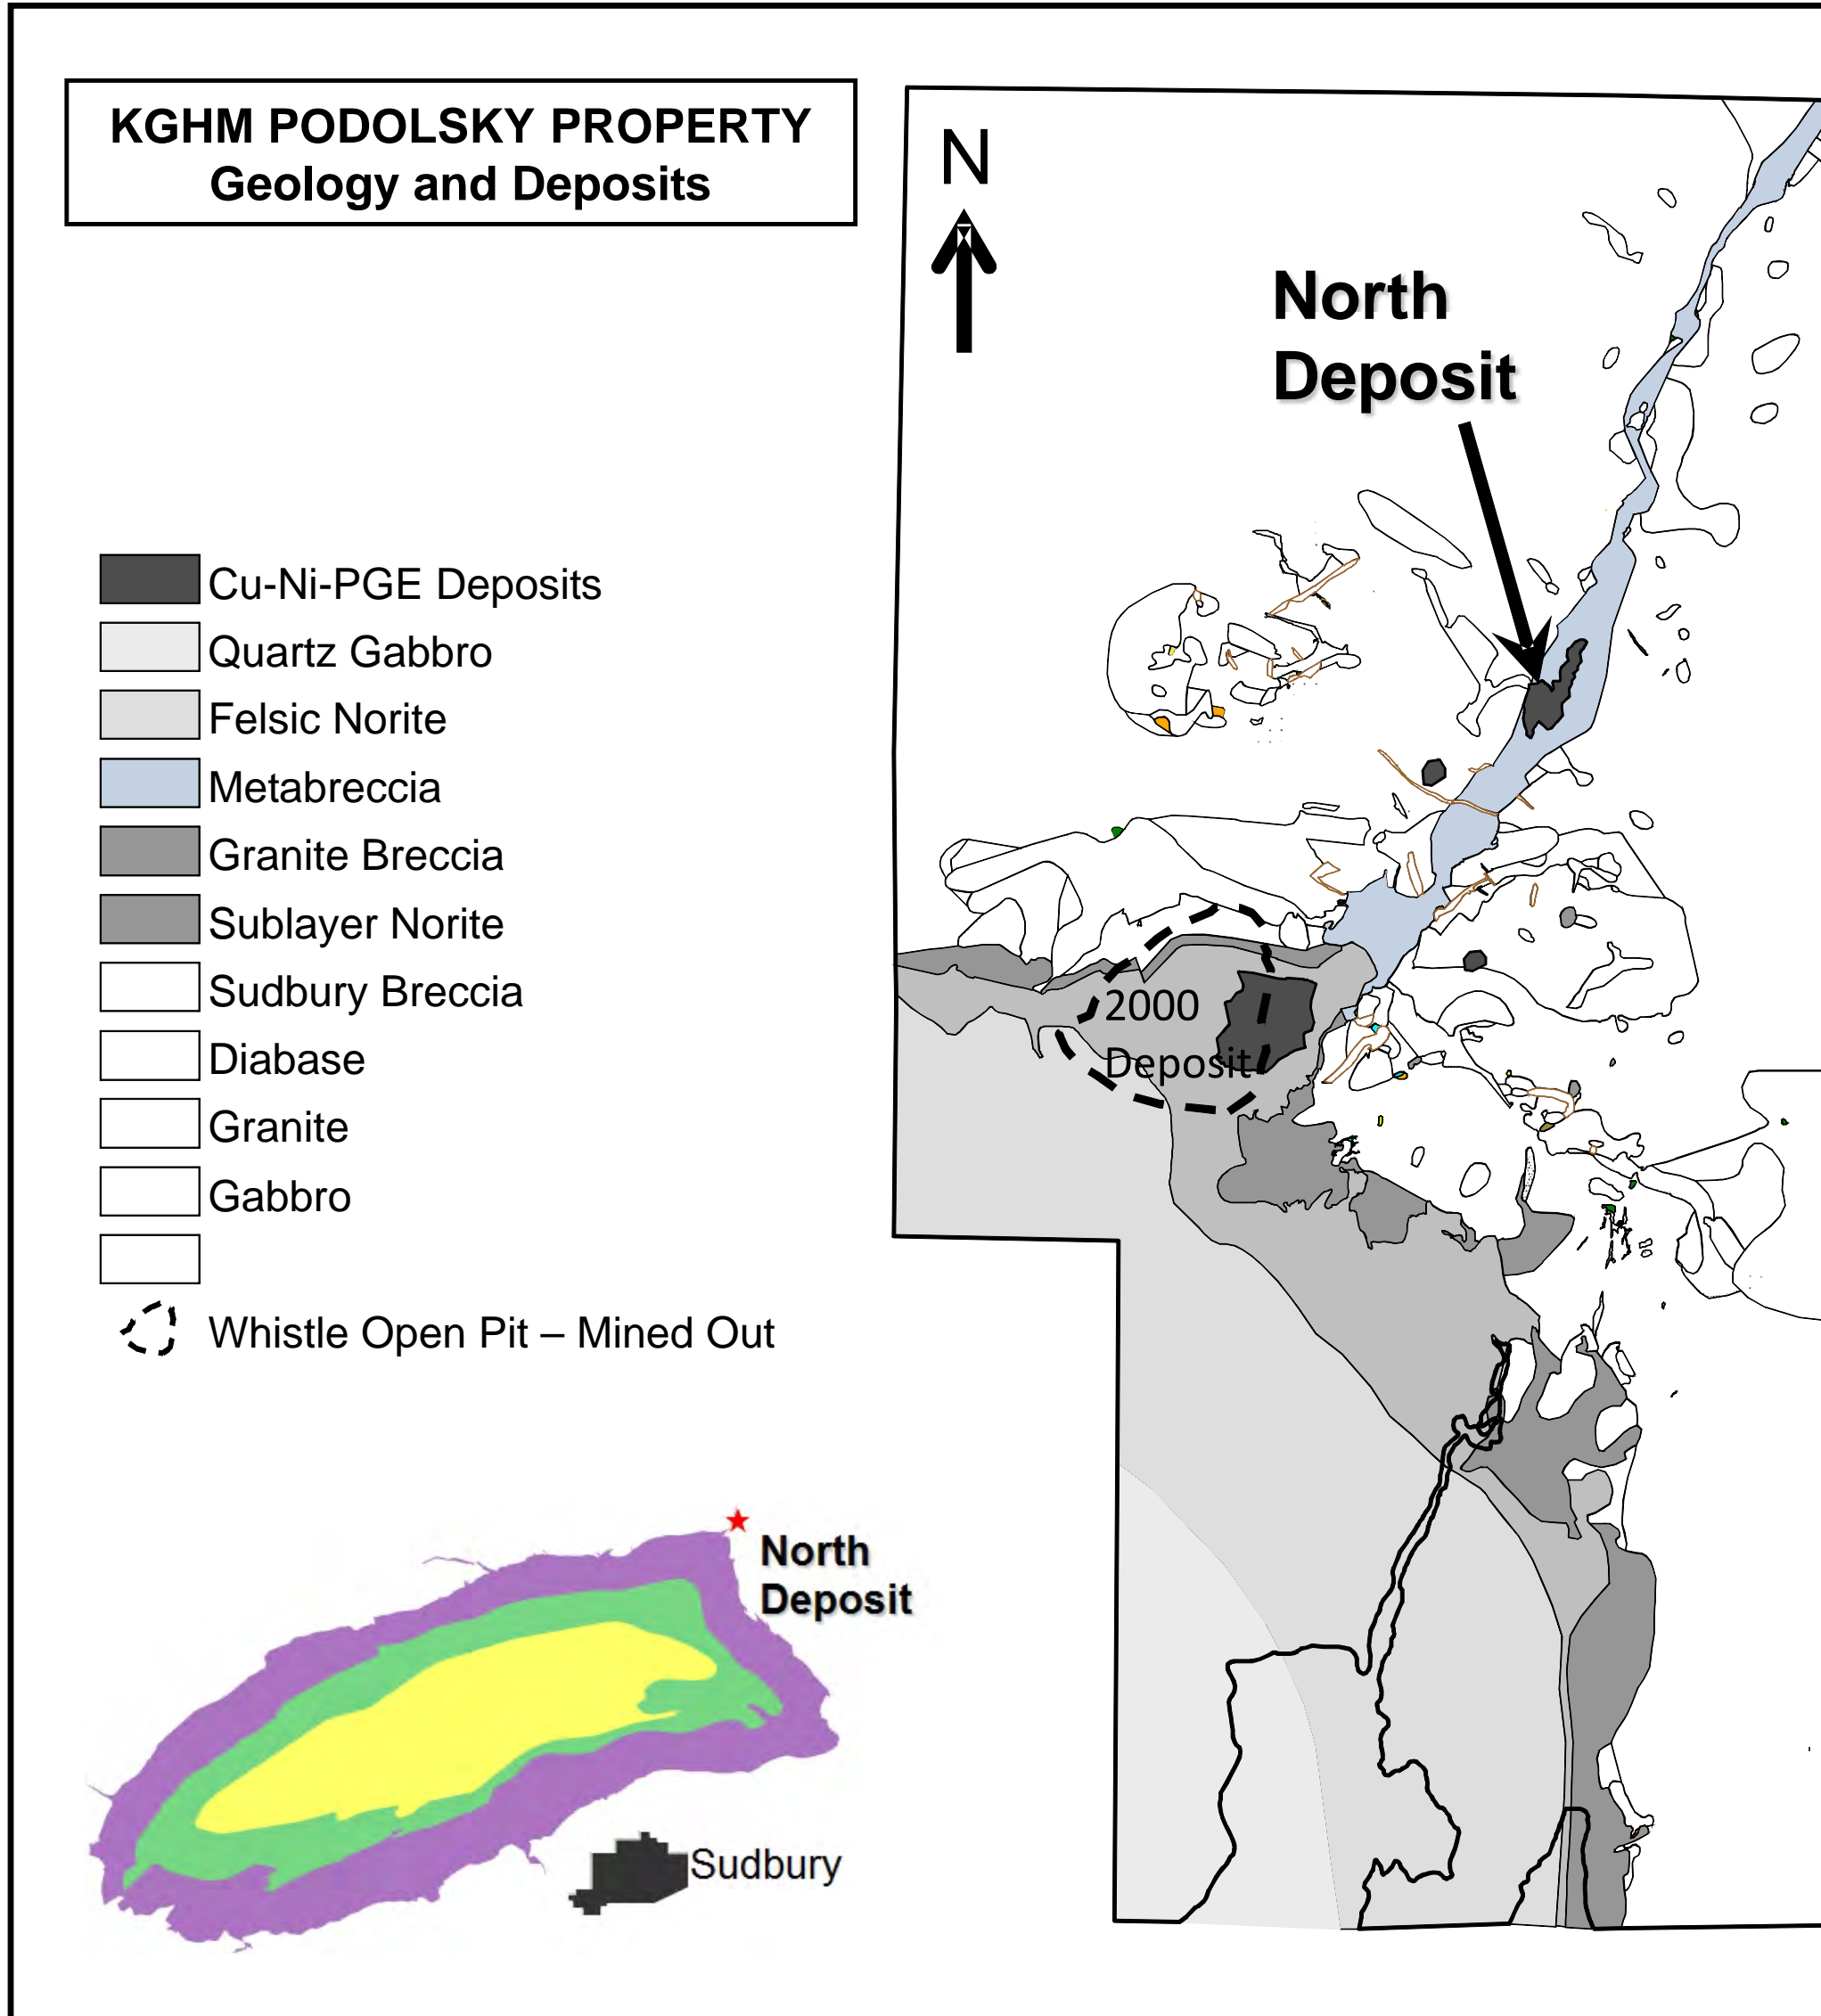 KGHM PODOLSKY PROPERTY
Geology and Deposits
N
North
Deposit
Cu-Ni-PGE Deposits
Quartz Gabbro
Felsic Norite
Metabreccia
Granite Breccia
Sublayer Norite
Sudbury Breccia
Diabase
Granite
Gabbro
Whistle Open Pit – Mined Out
2000
Deposit
North
Deposit
Sudbury